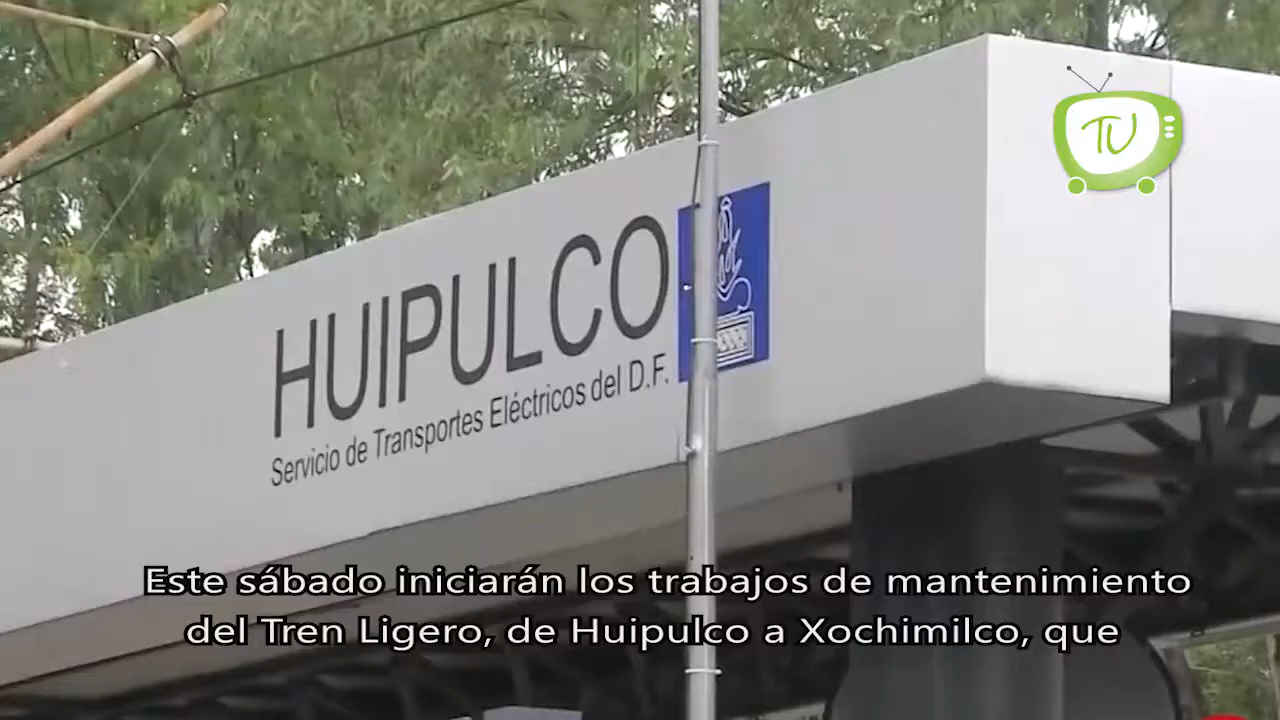 TV
HUIPULCO
Servicio de Transportes Eléctricos del D.F.
Este sábado iniciarán los trabajos de mantenimiento
del Tren Ligero, de Huipulco a Xochimilco, que